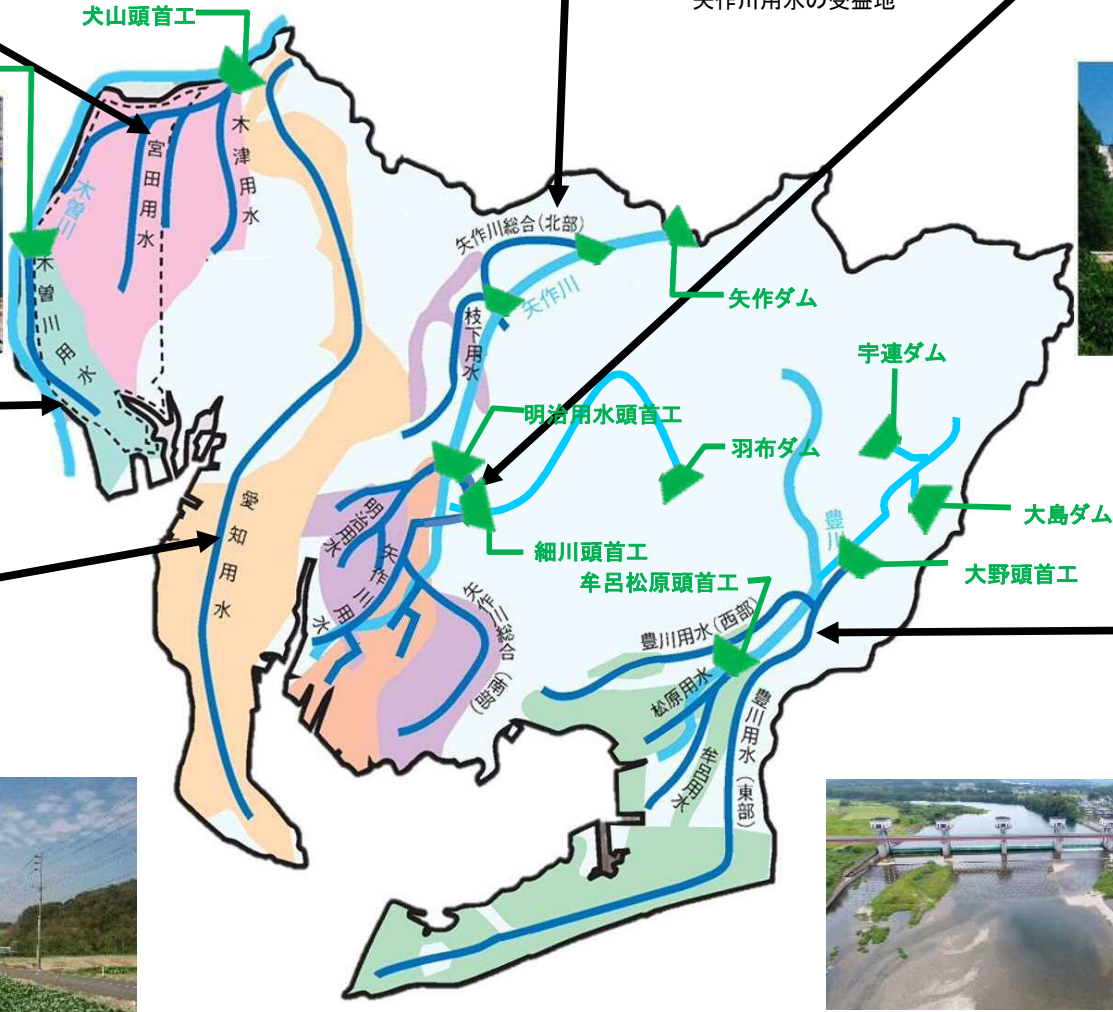 矢作川用水の受益地
犬山頭首工
木津用水
宮田用水
木曽川
木曽川用水
矢作川総合(北部)
矢作川
矢作ダム
枝下用水
宇連ダム
明治用水頭首工
羽布ダム
愛知用水
明治用水
矢作川用水
細川頭首工
豊川
大島ダム
大野頭首工
牟呂松原頭首工
矢作川総合(南部)
豊川用水(西部)
松原用水
牟呂用水
豊川用水(東部)